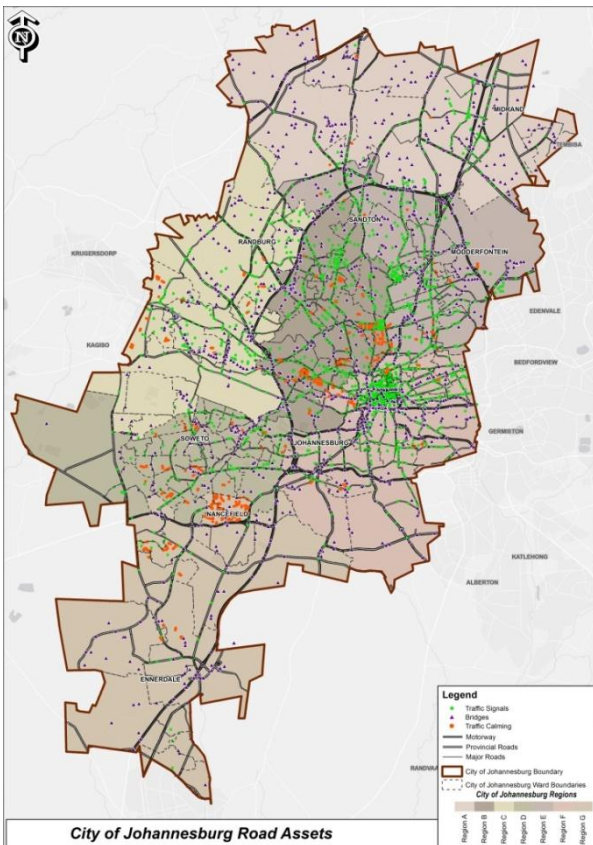 N
MIDRAND
TEMBISA
SANDTON
RANDBURG
MODDERFONTEIN
KRUGERSDORP
EDENVALE
KAGISO
BEDFORDVIEW
GERMISTON
SOWETO
JOHANNESBURG
NANCEFIELD
KATLEHONG
ALBERTON
ENNERDALE
RANDVAA
Legend
Traffic Signals
Bridges
Traffic Calming
Motorway
Provincial Roads
Major Roads
City of Johannesburg Boundary
City of Johannesburg Ward Boundaries
City of Johannesburg Regions
Region A
Region B
Region C
Region D
Region E
Region F
Region G
City of Johannesburg Road Assets